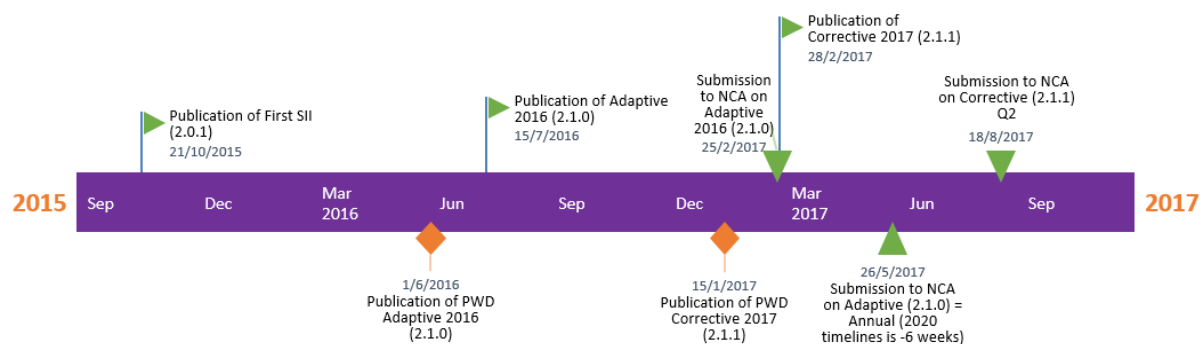 Publication of
Corrective 2017 (2.1.1)
28/2/2017
Submission
to NCA on
Adaptive
2016 (2.1.0)
25/2/2017
Submission to NCA
on Corrective (2.1.1)
Q2
18/8/2017
Publication of Adaptive
2016 (2.1.0)
15/7/2016
Publication of First SII
(2.0.1)
21/10/2015
2015
Sep
Dec
Mar
2016
Jun
Sep
Dec
Mar
2017
Jun
Sep
2017
1/6/2016
Publication of PWD
Adaptive 2016
(2.1.0)
15/1/2017
Publication of PWD
Corrective 2017
(2.1.1)
26/5/2017
Submission to NCA
on Adaptive (2.1.0) =
Annual (2020
timelines is -6 weeks)